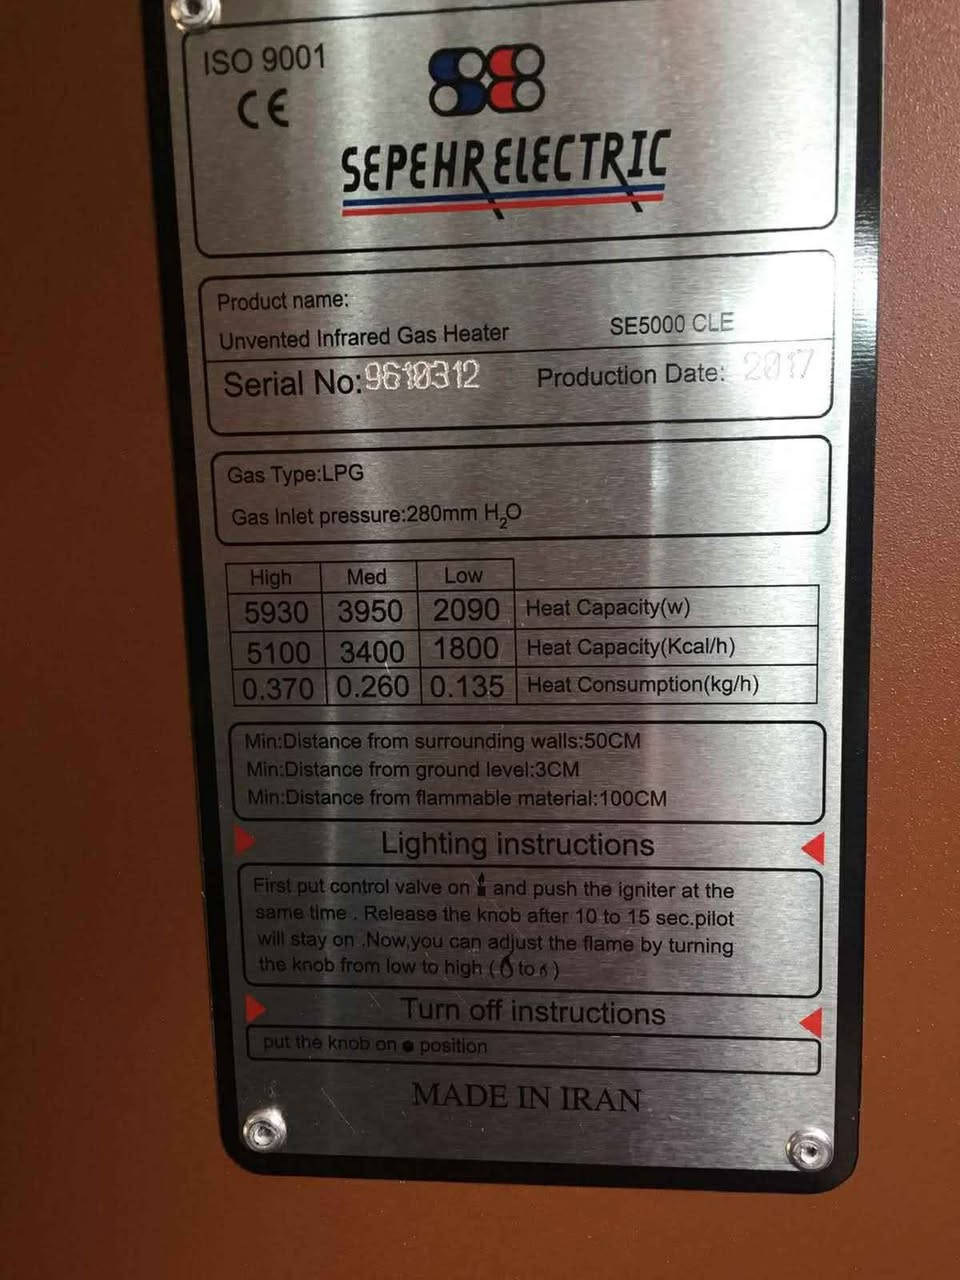 ISO 9001
CE
SEPEHR ELECTRIC
Product name:
Unvented Infrared Gas Heater SE5000 CLE
Serial No:9610312 Production Date: 2017
Gas Type:LPG
Gas Inlet pressure:280mm H₂O
High Med Low
5930 3950 2090 Heat Capacity(w)
5100 3400 1800 Heat Capacity(Kcal/h)
0.370 0.260 0.135 Heat Consumption(kg/h)
Min:Distance from surrounding walls:50CM
Min:Distance from ground level:3CM
Min:Distance from flammable material:100CM
Lighting instructions
First put control valve on and push the igniter at the
same time . Release the knob after 10 to 15 sec.pilot
will stay on .Now,you can adjust the flame by turning
the knob from low to high ( to )
Turn off instructions
put the knob on ● position
MADE IN IRAN